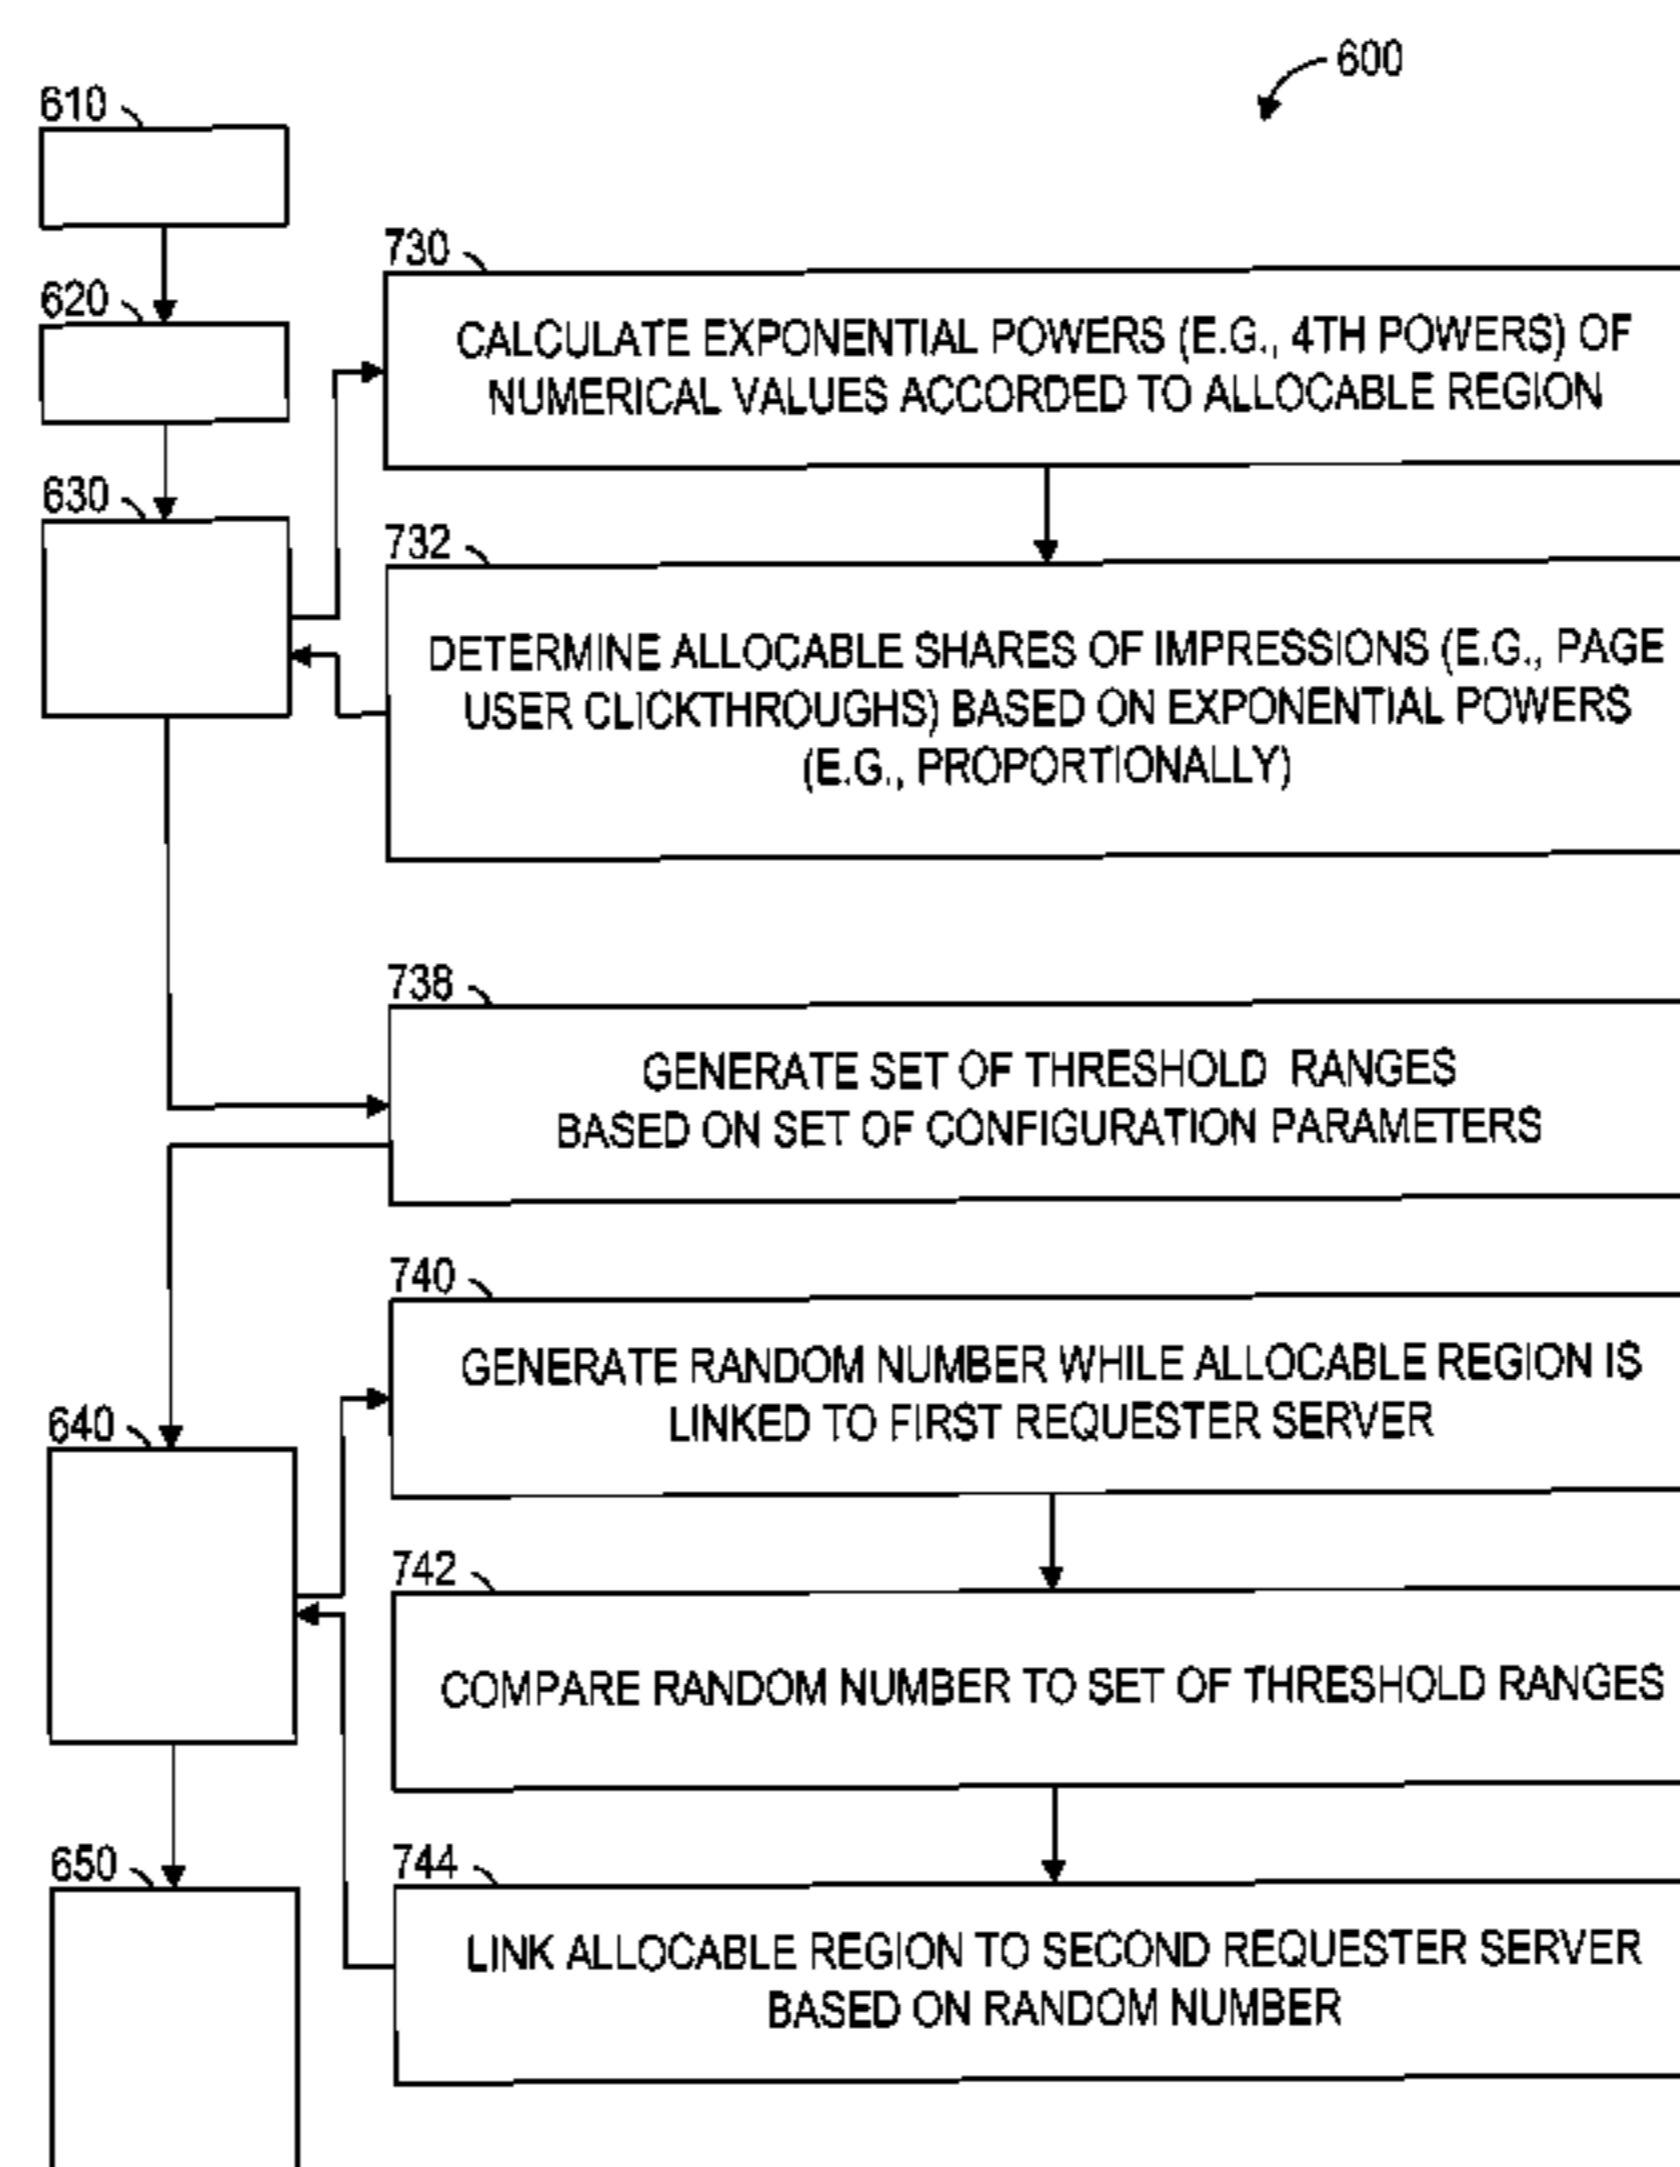 600
610
730
620
CALCULATE EXPONENTIAL POWERS (E.G., 4TH POWERS) OF
NUMERICAL VALUES ACCORDED TO ALLOCABLE REGION
630
732
DETERMINE ALLOCABLE SHARES OF IMPRESSIONS (E.G., PAGE
USER CLICKTHROUGHS) BASED ON EXPONENTIAL POWERS
(E.G., PROPORTIONALLY)
738
GENERATE SET OF THRESHOLD RANGES
BASED ON SET OF CONFIGURATION PARAMETERS
740
GENERATE RANDOM NUMBER WHILE ALLOCABLE REGION IS
LINKED TO FIRST REQUESTER SERVER
640
742
COMPARE RANDOM NUMBER TO SET OF THRESHOLD RANGES
650
744
LINK ALLOCABLE REGION TO SECOND REQUESTER SERVER
BASED ON RANDOM NUMBER